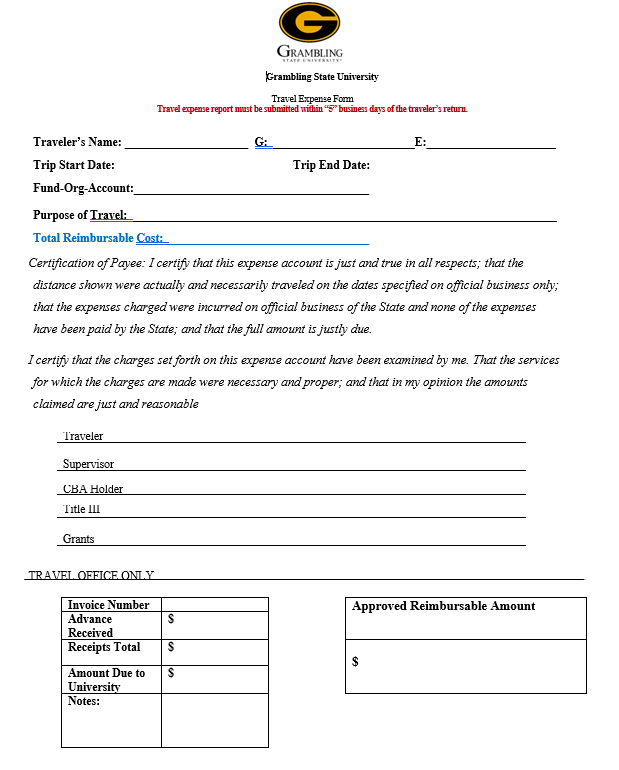 G
GRAMBLING
STATE UNIVERSITY
Grambling State University
Travel Expense Form
Travel expense report must be submitted within “5” business days of the traveler’s return.
Traveler’s Name: G: E:
Trip Start Date: Trip End Date:
Fund-Org-Account:
Purpose of Travel:
Total Reimbursable Cost:
Certification of Payee: I certify that this expense account is just and true in all respects; that the
distance shown were actually and necessarily traveled on the dates specified on official business only;
that the expenses charged were incurred on official business of the State and none of the expenses
have been paid by the State; and that the full amount is justly due.
I certify that the charges set forth on this expense account have been examined by me. That the services
for which the charges are made were necessary and proper; and that in my opinion the amounts
claimed are just and reasonable
Traveler
Supervisor
CBA Holder
Title III
Grants
TRAVEL OFFICE ONLY
Invoice Number
Advance $
Received
Receipts Total $
Amount Due to $
University
Notes:
Approved Reimbursable Amount
$